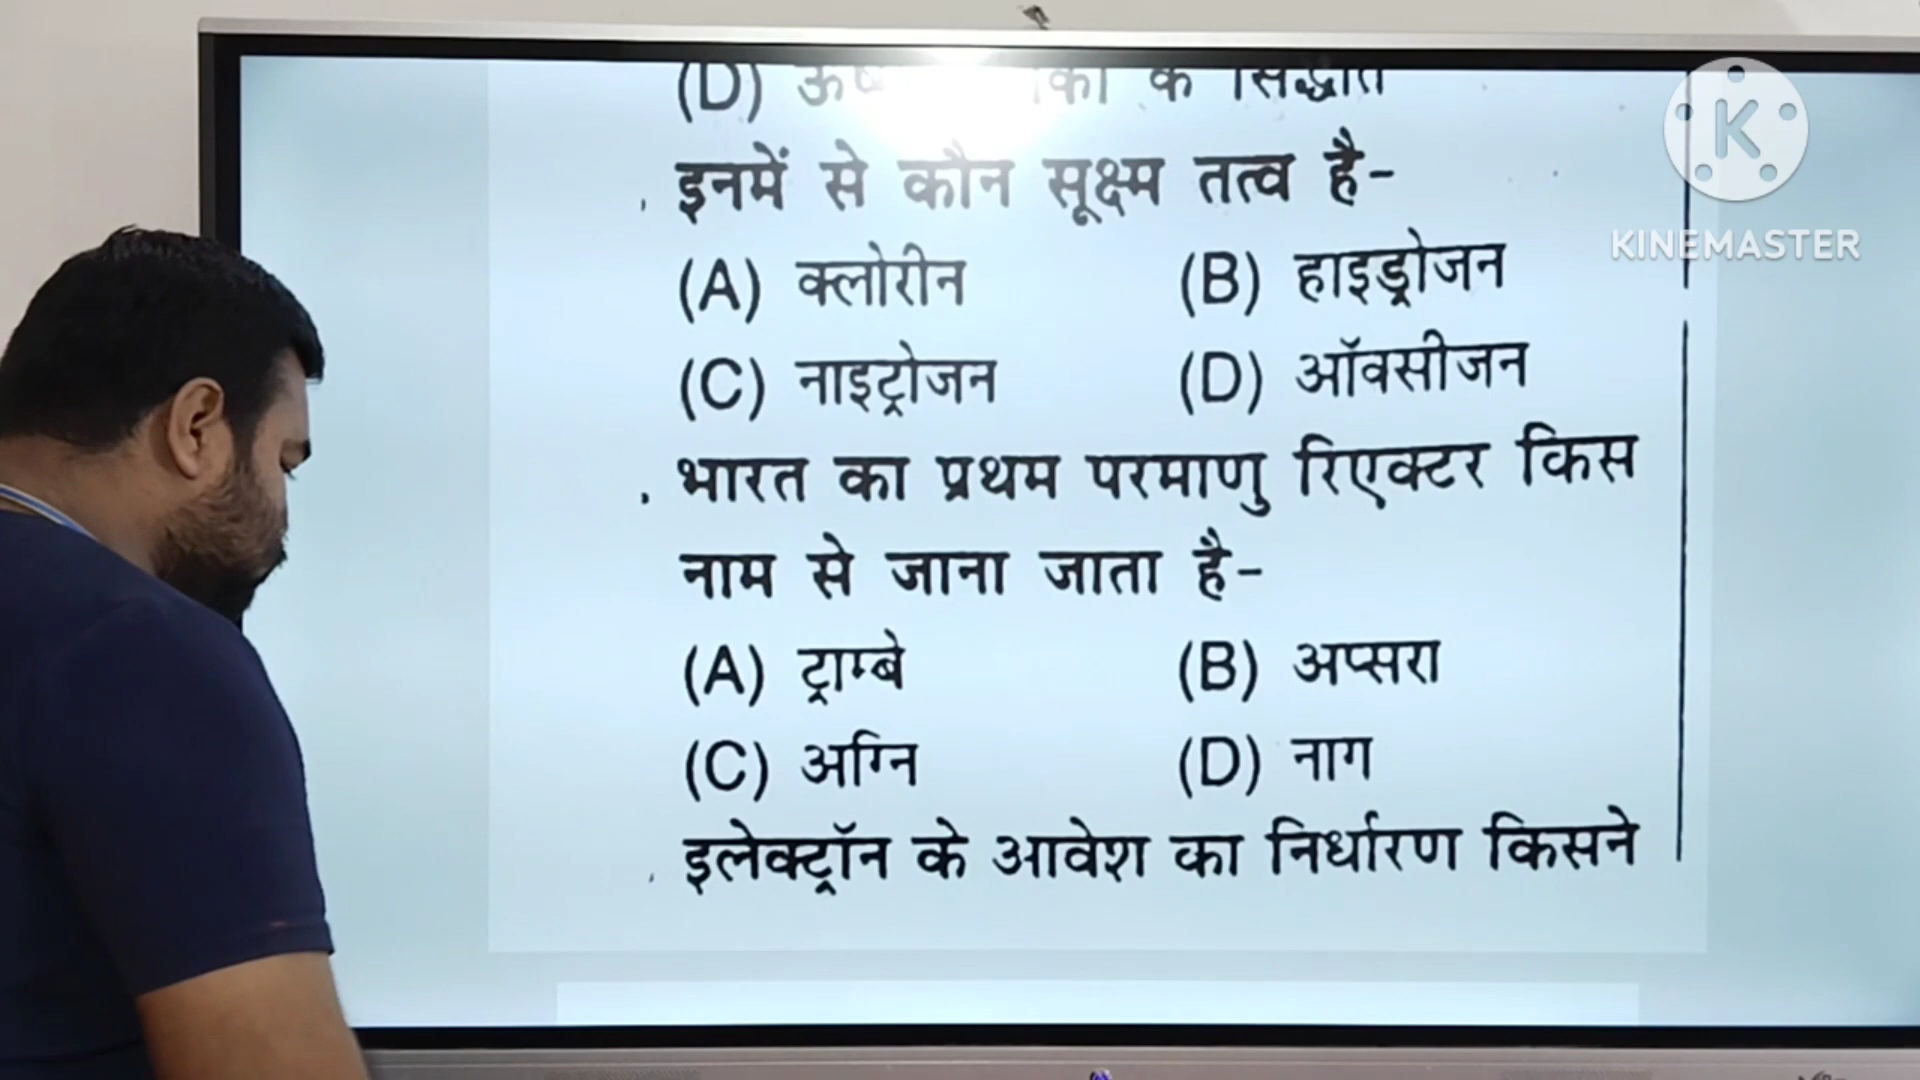 (D) के सिद्धांत
इनमें से कौन सूक्ष्म तत्व है-
(A) क्लोरीन (B) हाइड्रोजन
(C) नाइट्रोजन (D) ऑक्सीजन
. भारत का प्रथम परमाणु रिएक्टर किस
नाम से जाना जाता है-
(A) ट्राम्बे (B) अप्सरा
(C) अग्नि (D) नाग
इलेक्ट्रॉन के आवेश का निर्धारण किसने
K
KINEMASTER